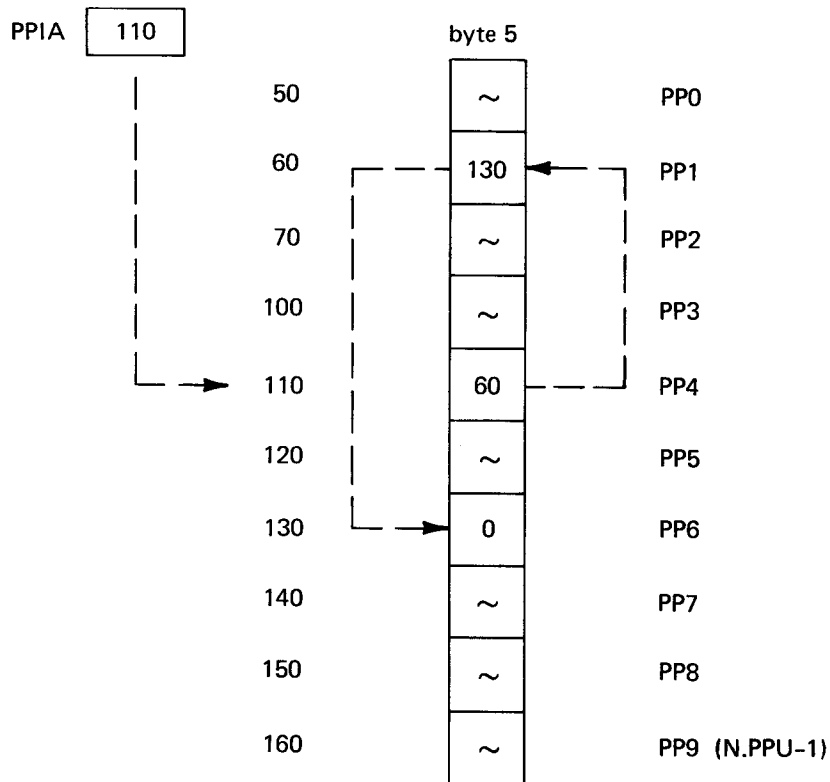 PPIA 110
byte 5
50 ~ PP0
60 130 PP1
70 ~ PP2
100 ~ PP3
110 60 PP4
120 ~ PP5
130 0 PP6
140 ~ PP7
150 ~ PP8
160 ~ PP9 (N.PPU-1)